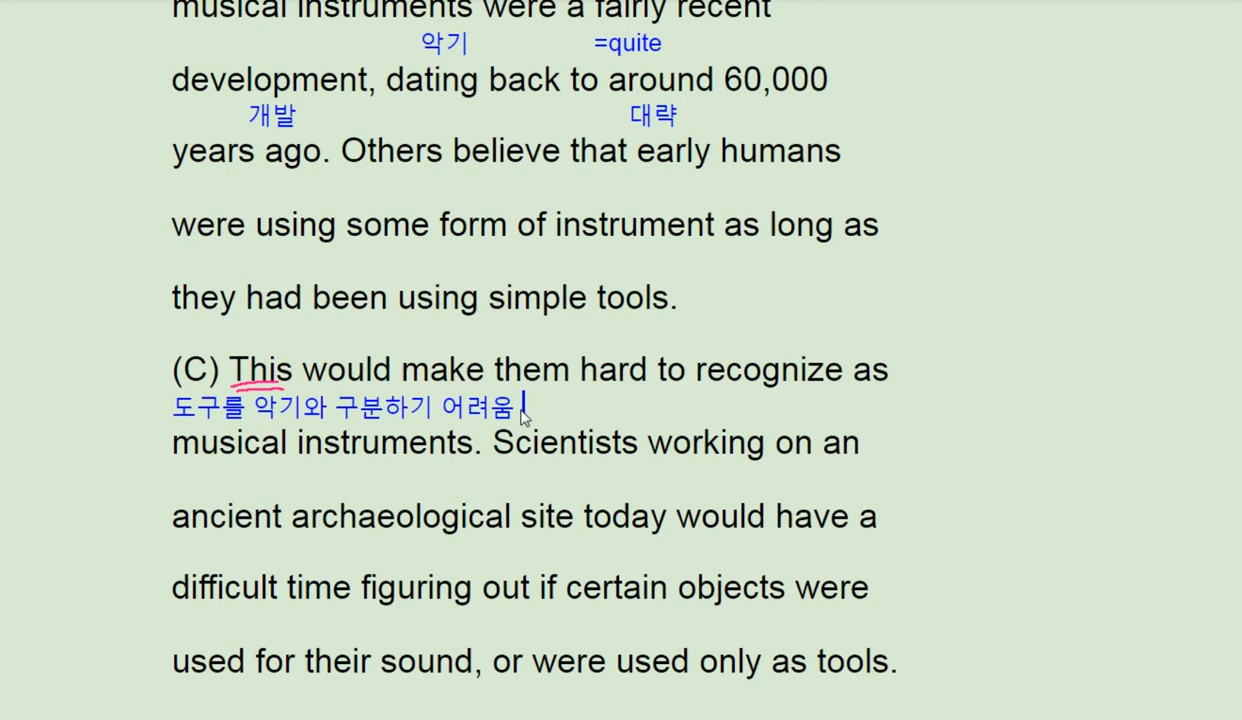 musical instruments were a fairly recent
악기 =quite
development, dating back to around 60,000
개발 대략
years ago. Others believe that early humans
were using some form of instrument as long as
they had been using simple tools.
(C) This would make them hard to recognize as
도구를 악기와 구분하기 어려움
musical instruments. Scientists working on an
ancient archaeological site today would have a
difficult time figuring out if certain objects were
used for their sound, or were used only as tools.